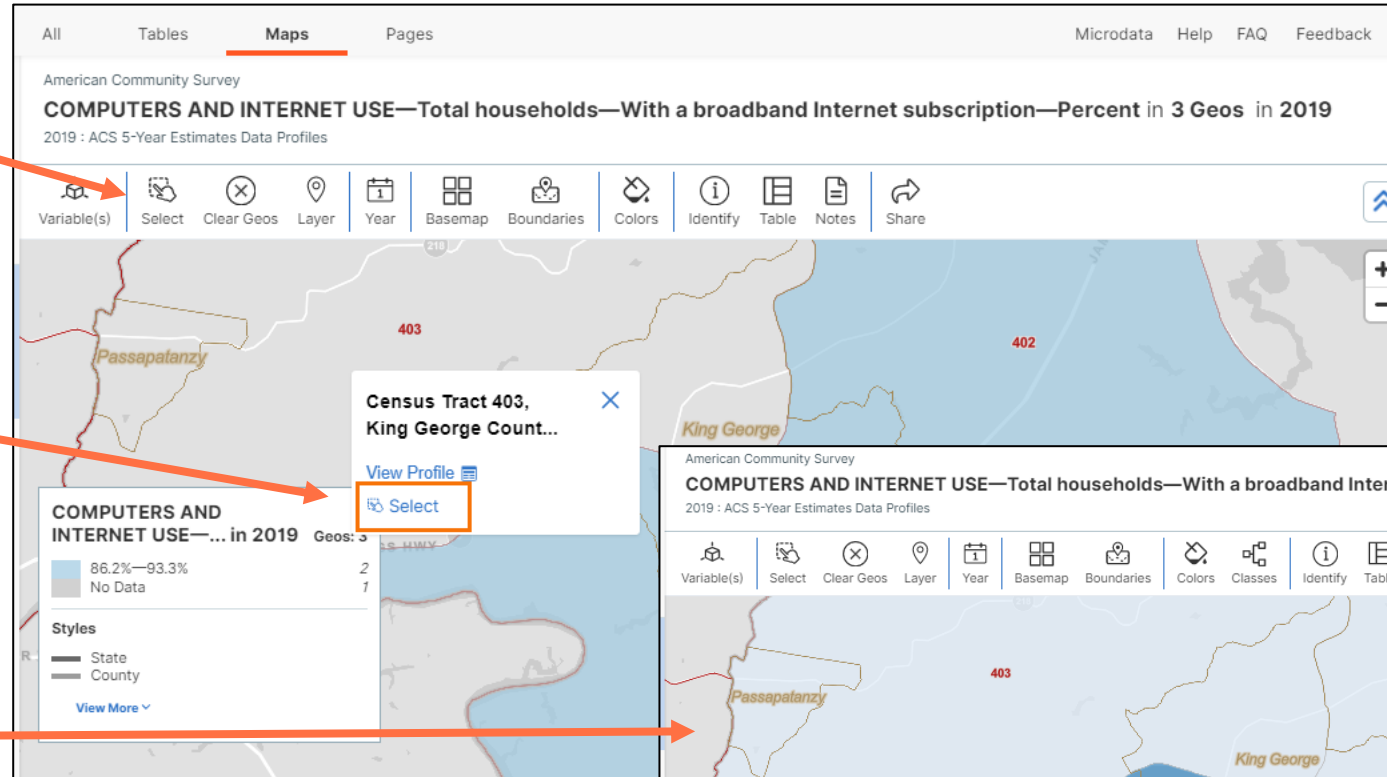 All Tables Maps Pages Microdata Help FAQ Feedback
American Community Survey
COMPUTERS AND INTERNET USE—Total households—With a broadband Internet subscription—Percent in 3 Geos in 2019
2019 : ACS 5-Year Estimates Data Profiles
Variable(s) Select Clear Geos Layer Year Basemap Boundaries Colors Identify Table Notes Share
218
403
402
Passapatanzy
King George
Census Tract 403,
King George Count...
View Profile
Select
COMPUTERS AND
INTERNET USE—... in 2019 Geos: 3
86.2%—93.3% 2
No Data 1
Styles
State
County
View More
HWY
American Community Survey
COMPUTERS AND INTERNET USE—Total households—With a broadband Inter
2019 : ACS 5-Year Estimates Data Profiles
Variable(s) Select Clear Geos Layer Year Basemap Boundaries Colors Classes Identify Tabl
403
Passapatanzy
King George